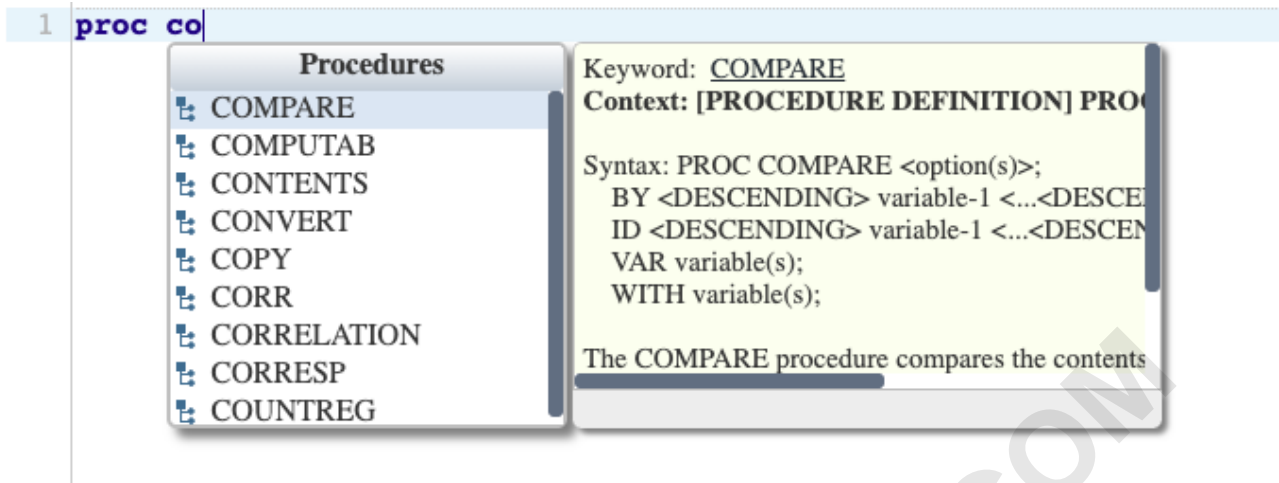 1 proc co
Procedures
COMPARE
COMPUTAB
CONTENTS
CONVERT
COPY
CORR
CORRELATION
CORRESP
COUNTREG
Keyword: COMPARE
Context: [PROCEDURE DEFINITION] PROC
Syntax: PROC COMPARE <option(s)>;
BY <DESCENDING> variable-1 <...<DESCE
ID <DESCENDING> variable-1 <...<DESCEN
VAR variable(s);
WITH variable(s);
The COMPARE procedure compares the contents
COM